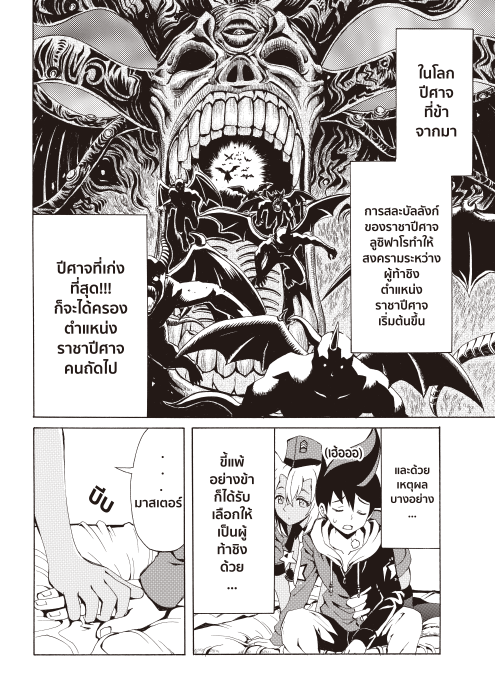 ในโลก
ปีศาจ
ที่ข้า
จากมา
การสละบัลลังก์
ของราชาปีศาจ
ลูซิฟาโรทำให้
สงครามระหว่าง
ผู้ท้าชิง
ตำแหน่ง
ราชาปีศาจ
เริ่มต้นขึ้น
ปีศาจที่เก่ง
ที่สุด!!!
ก็จะได้ครอง
ตำแหน่ง
ราชาปีศาจ
คนถัดไป
และด้วย
เหตุผล
บางอย่าง
...
(เฮ้อออ)
ขี้แพ้
อย่างข้า
ก็ได้รับ
เลือกให้
เป็นผู้
ท้าชิง
ด้วย
...
...
มาสเตอร์
บีบ